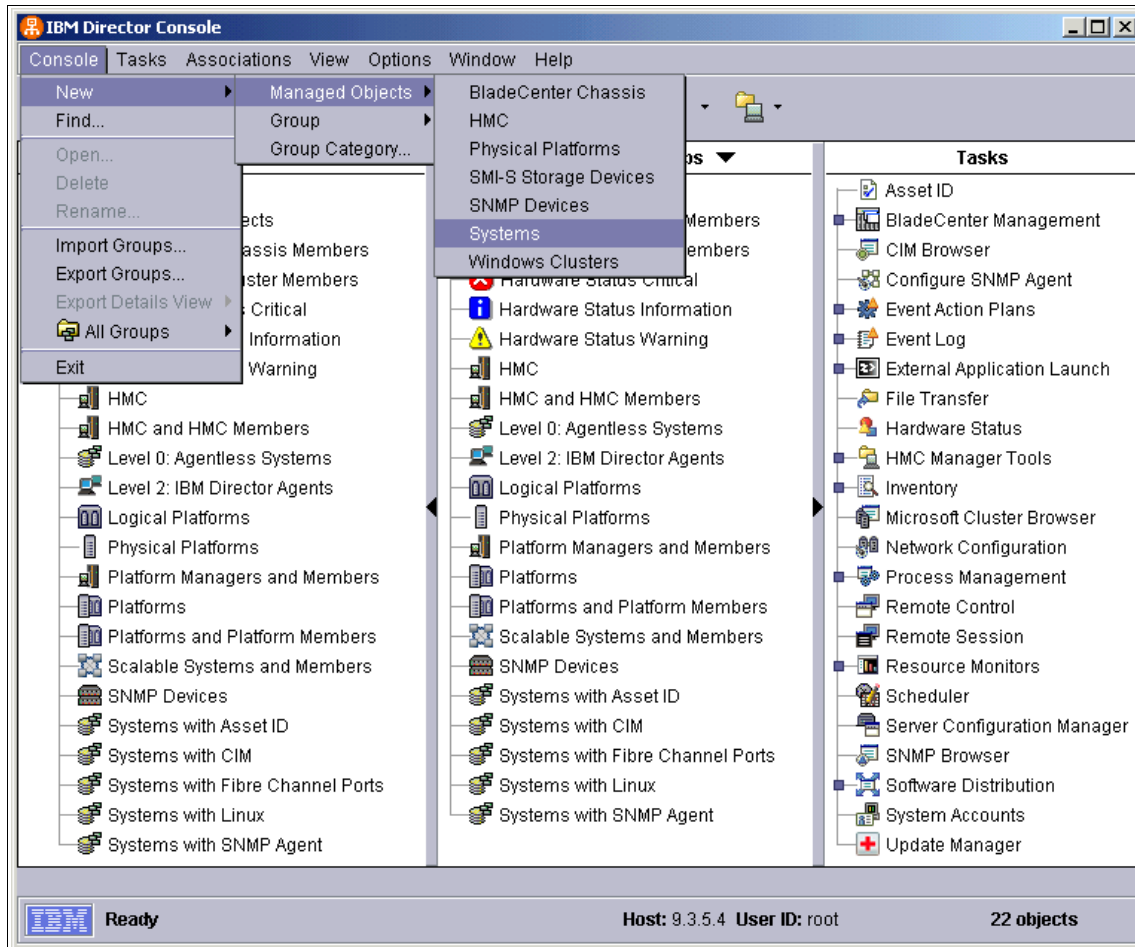 IBM Director Console
Console Tasks Associations View Options Window Help
New
Find...
Open...
Delete
Rename...
Import Groups...
Export Groups...
Export Details View
All Groups
Exit
Managed Objects
Group
Group Category...
BladeCenter Chassis
HMC
Physical Platforms
SMI-S Storage Devices
SNMP Devices
Systems
Windows Clusters
ects
assis Members
ister Members
Critical
Information
Warning
HMC
HMC and HMC Members
Level 0: Agentless Systems
Level 2: IBM Director Agents
Logical Platforms
Physical Platforms
Platform Managers and Members
Platforms
Platforms and Platform Members
Scalable Systems and Members
SNMP Devices
Systems with Asset ID
Systems with CIM
Systems with Fibre Channel Ports
Systems with Linux
Systems with SNMP Agent
ps
Members
embers
Hardware Status Critical
Hardware Status Information
Hardware Status Warning
HMC
HMC and HMC Members
Level 0: Agentless Systems
Level 2: IBM Director Agents
Logical Platforms
Physical Platforms
Platform Managers and Members
Platforms
Platforms and Platform Members
Scalable Systems and Members
SNMP Devices
Systems with Asset ID
Systems with CIM
Systems with Fibre Channel Ports
Systems with Linux
Systems with SNMP Agent
Tasks
Asset ID
BladeCenter Management
CIM Browser
Configure SNMP Agent
Event Action Plans
Event Log
External Application Launch
File Transfer
Hardware Status
HMC Manager Tools
Inventory
Microsoft Cluster Browser
Network Configuration
Process Management
Remote Control
Remote Session
Resource Monitors
Scheduler
Server Configuration Manager
SNMP Browser
Software Distribution
System Accounts
Update Manager
IBM Ready Host: 9.3.5.4 User ID: root 22 objects